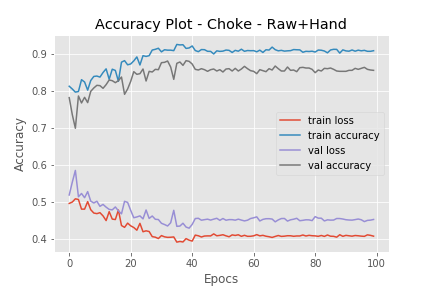 Accuracy Plot - Choke - Raw+Hand
Accuracy
0.9
0.8
0.7
0.6
0.5
0.4
train loss
train accuracy
val loss
val accuracy
0 20 40 60 80 100
Epocs